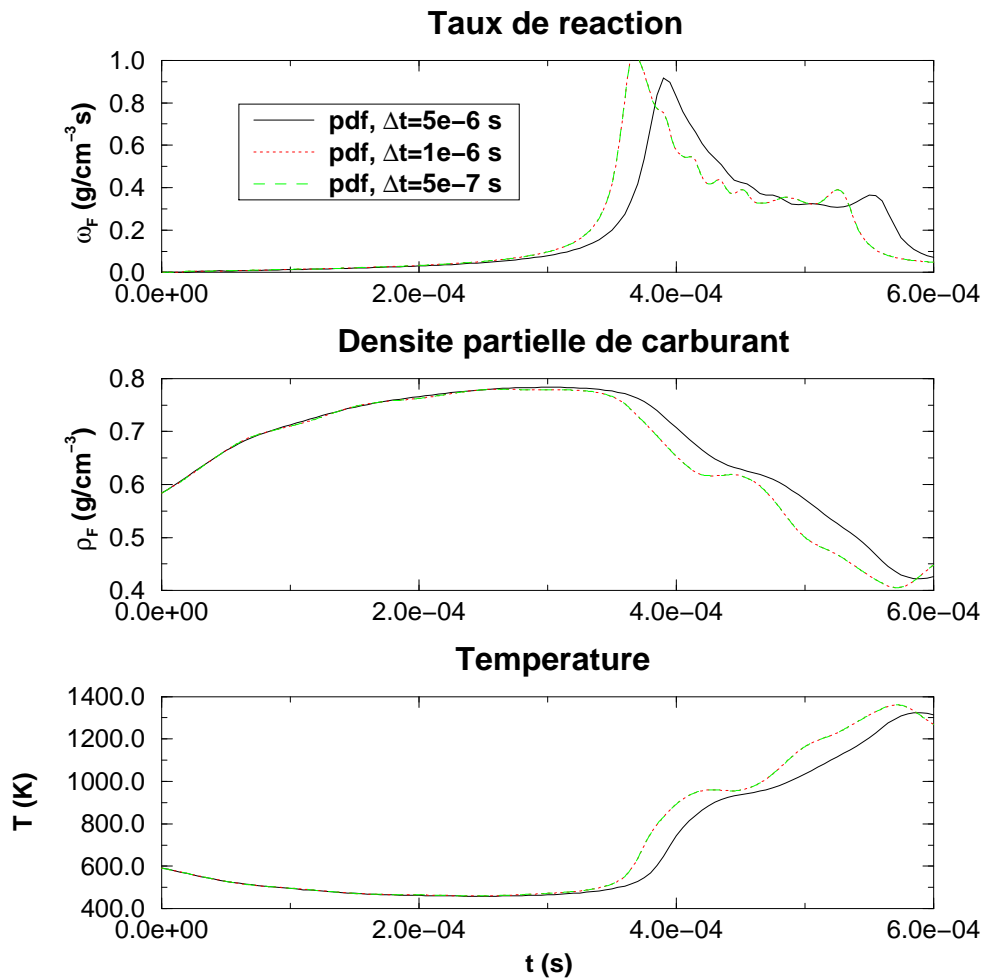 Taux de reaction
1.0
0.8
0.6
0.4
0.2
0.0
ω_F (g/cm⁻³s)
pdf, Δt=5e−6 s
pdf, Δt=1e−6 s
pdf, Δt=5e−7 s
0.0e+00 2.0e−04 4.0e−04 6.0e−04
Densite partielle de carburant
0.8
0.7
0.6
0.5
0.4
ρ_F (g/cm⁻³)
0.0e+00 2.0e−04 4.0e−04 6.0e−04
Temperature
1400.0
1200.0
1000.0
800.0
600.0
400.0
T (K)
0.0e+00 2.0e−04 4.0e−04 6.0e−04
t (s)